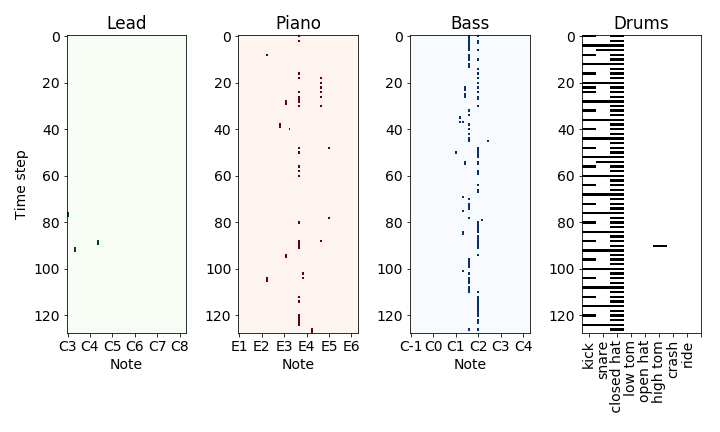 Lead
Piano
Bass
Drums
Time step
0
20
40
60
80
100
120
C3 C4 C5 C6 C7 C8
Note
0
20
40
60
80
100
120
E1 E2 E3 E4 E5 E6
Note
0
20
40
60
80
100
120
C-1 C0 C1 C2 C3 C4
Note
0
20
40
60
80
100
120
kick
snare
closed hat
low tom
open hat
high tom
crash
ride